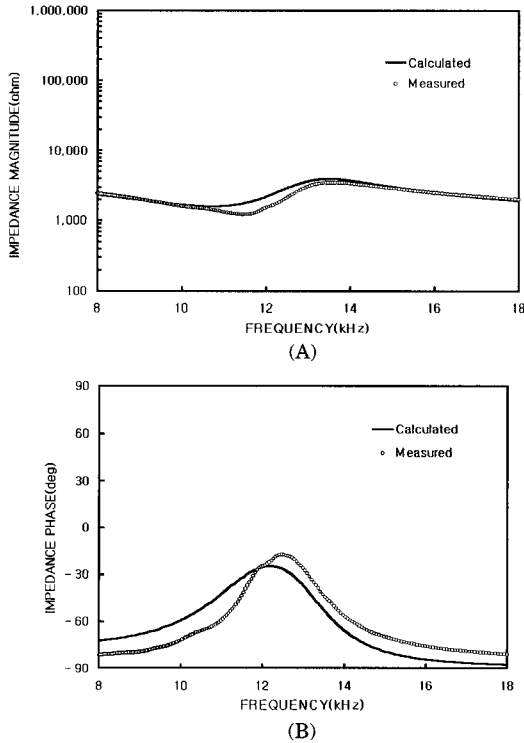 1,000,000
100,000
10,000
1,000
100
IMPEDANCE MAGNITUDE(ohm)
Calculated
Measured
8 10 12 14 16 18
FREQUENCY(kHz)
(A)
90
60
30
0
-30
-60
-90
IMPEDANCE PHASE(deg)
Calculated
Measured
8 10 12 14 16 18
FREQUENCY(kHz)
(B)